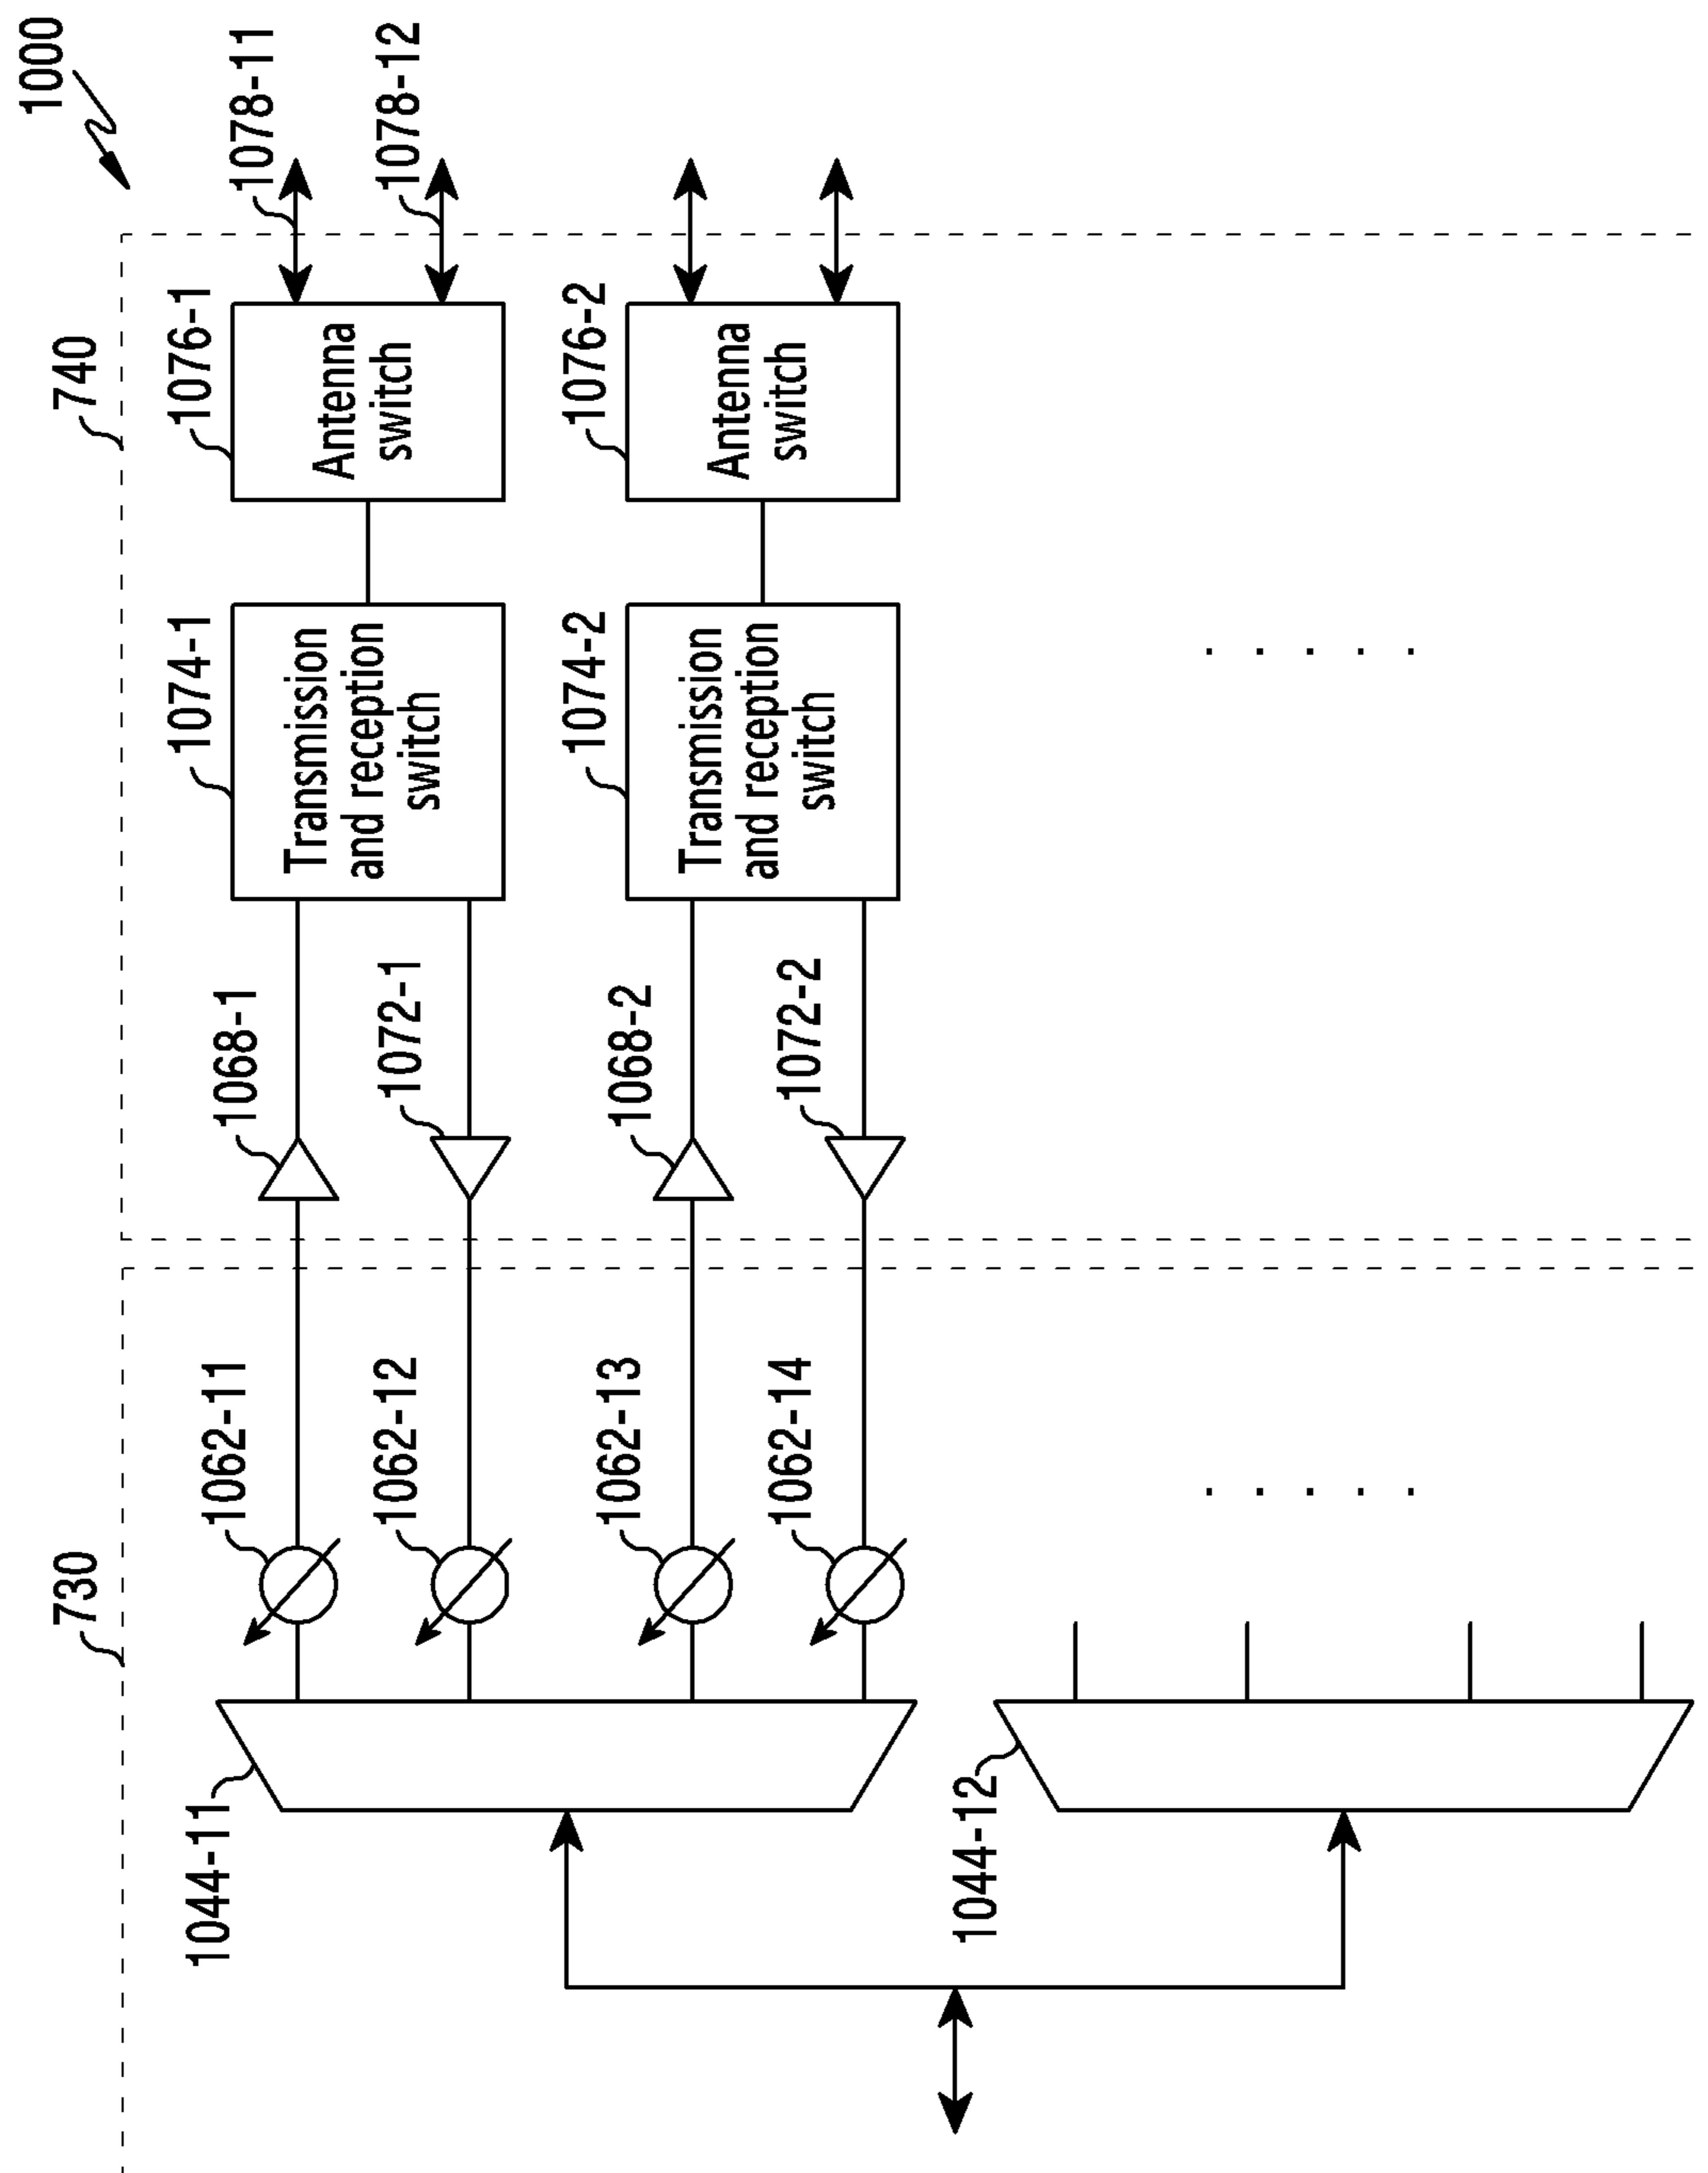 1000
740
730
1078-11
1078-12
1076-1
Antenna
switch
1074-1
Transmission
and reception
switch
1068-1
1072-1
1062-11
1062-12
1044-11
1076-2
Antenna
switch
1074-2
Transmission
and reception
switch
1068-2
1072-2
1062-13
1062-14
1044-12